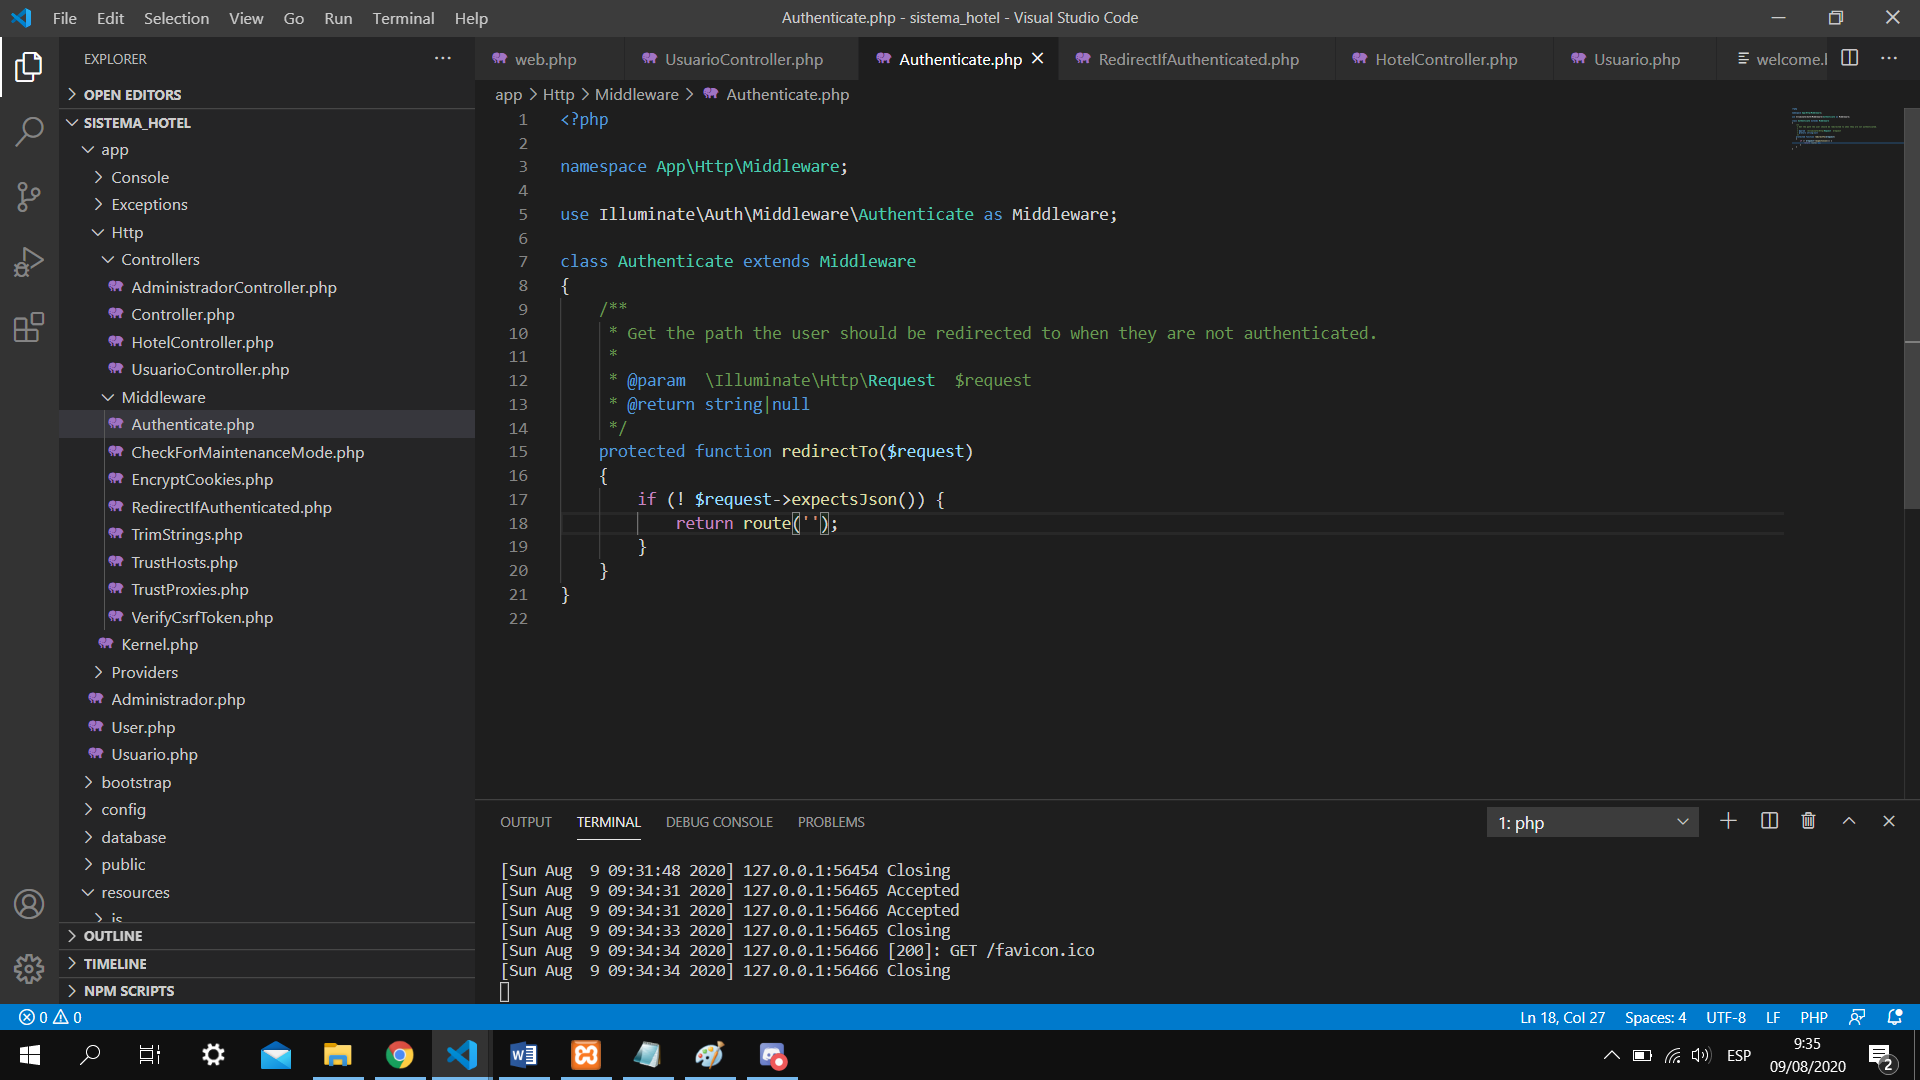 File Edit Selection View Go Run Terminal Help
Authenticate.php - sistema_hotel - Visual Studio Code
EXPLORER
OPEN EDITORS
SISTEMA_HOTEL
app
Console
Exceptions
Http
Controllers
AdministradorController.php
Controller.php
HotelController.php
UsuarioController.php
Middleware
Authenticate.php
CheckForMaintenanceMode.php
EncryptCookies.php
RedirectIfAuthenticated.php
TrimStrings.php
TrustHosts.php
TrustProxies.php
VerifyCsrfToken.php
Kernel.php
Providers
Administrador.php
User.php
Usuario.php
bootstrap
config
database
public
resources
js
OUTLINE
TIMELINE
NPM SCRIPTS
web.php UsuarioController.php Authenticate.php RedirectIfAuthenticated.php HotelController.php Usuario.php welcome.
app > Http > Middleware > Authenticate.php
1 <?php
2
3 namespace App\Http\Middleware;
4
5 use Illuminate\Auth\Middleware\Authenticate as Middleware;
6
7 class Authenticate extends Middleware
8 {
9 /**
10 * Get the path the user should be redirected to when they are not authenticated.
11 *
12 * @param  \Illuminate\Http\Request  $request
13 * @return string|null
14 */
15 protected function redirectTo($request)
16 {
17 if (! $request->expectsJson()) {
18 return route('');
19 }
20 }
21 }
22
OUTPUT TERMINAL DEBUG CONSOLE PROBLEMS
1: php
[Sun Aug  9 09:31:48 2020] 127.0.0.1:56454 Closing
[Sun Aug  9 09:34:31 2020] 127.0.0.1:56465 Accepted
[Sun Aug  9 09:34:31 2020] 127.0.0.1:56466 Accepted
[Sun Aug  9 09:34:33 2020] 127.0.0.1:56465 Closing
[Sun Aug  9 09:34:34 2020] 127.0.0.1:56466 [200]: GET /favicon.ico
[Sun Aug  9 09:34:34 2020] 127.0.0.1:56466 Closing
0 0
Ln 18, Col 27 Spaces: 4 UTF-8 LF PHP
ESP
9:35
09/08/2020
2